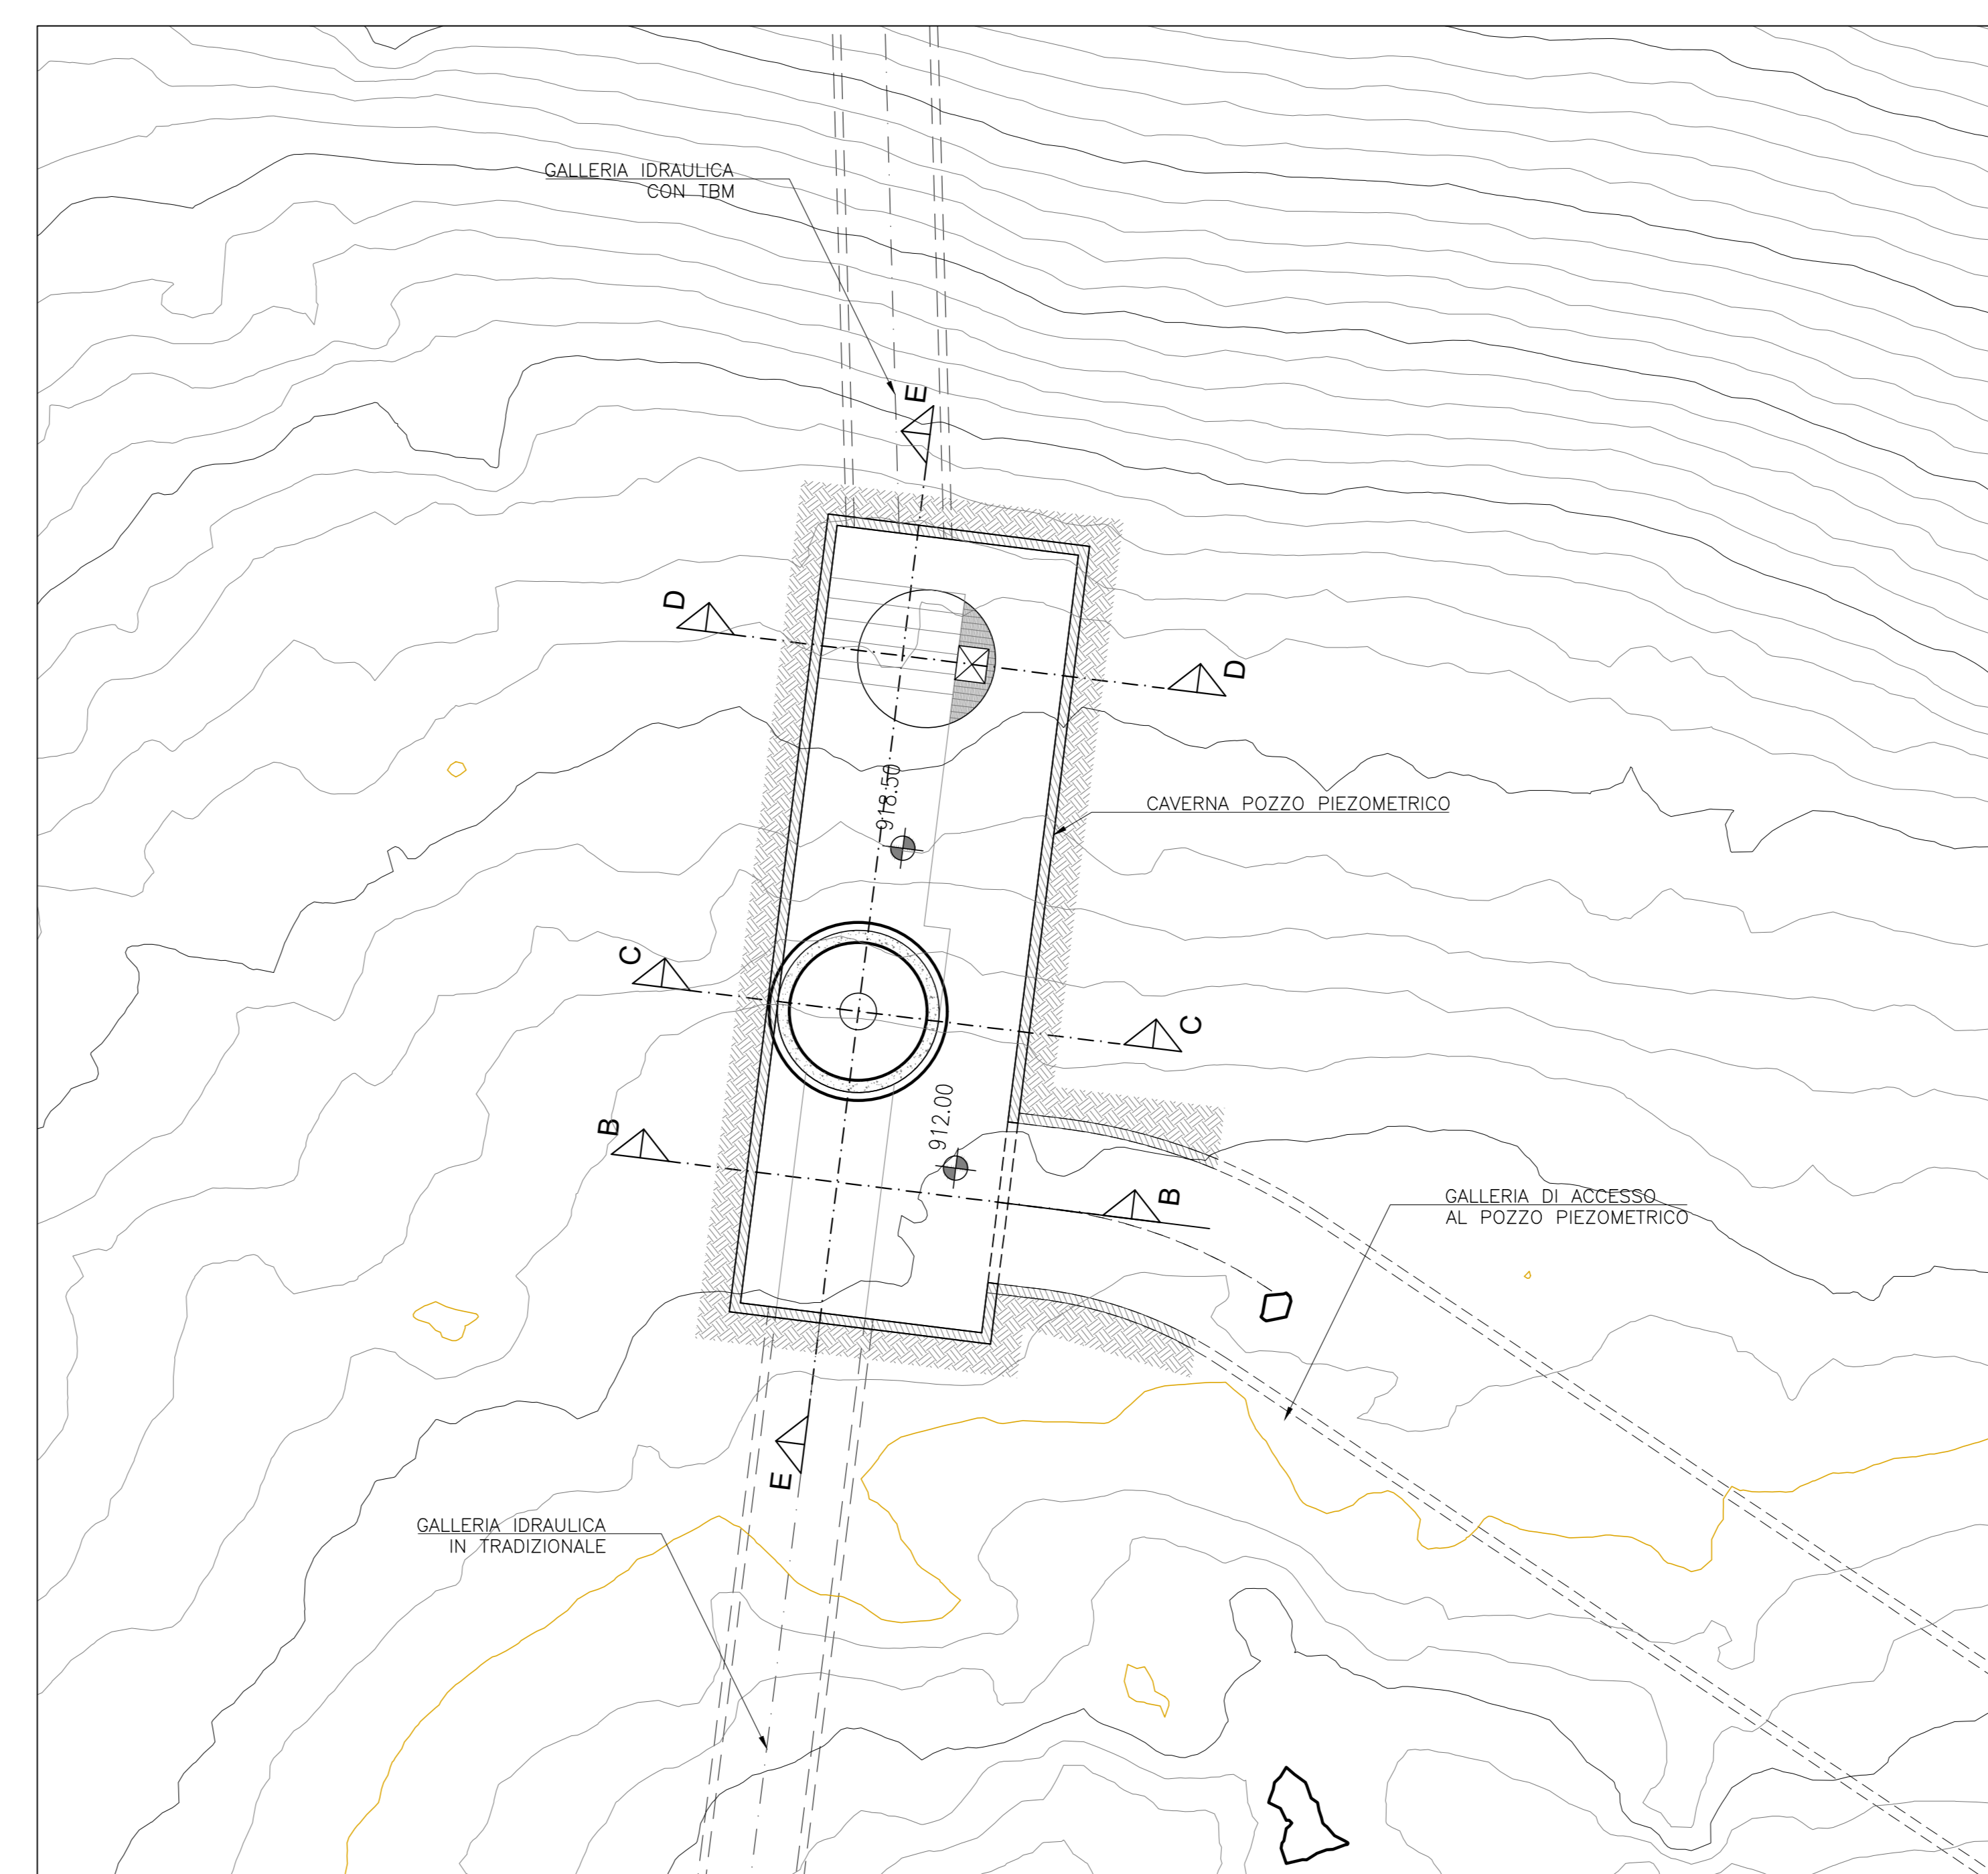 GALLERIA IDRAULICA
CON TBM
E
D
D
918.50
CAVERNA POZZO PIEZOMETRICO
C
C
912.00
B
B
GALLERIA DI ACCESSO
AL POZZO PIEZOMETRICO
E
GALLERIA IDRAULICA
IN TRADIZIONALE